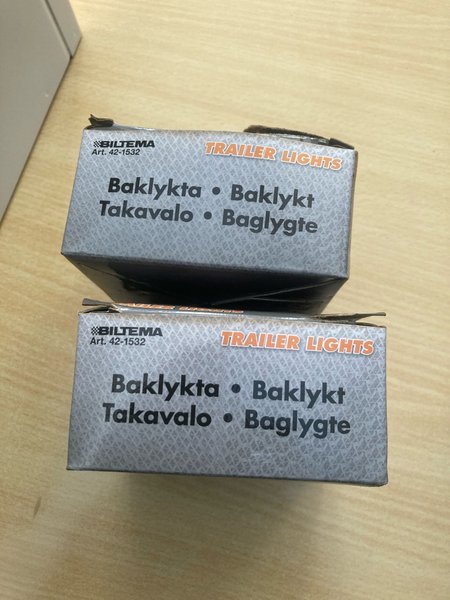 BILTEMA TRAILER LIGHTS
Art. 42-1532
Baklykta • Baklykt
Takavalo • Baglygte
BILTEMA TRAILER LIGHTS
Art. 42-1532
Baklykta • Baklykt
Takavalo • Baglygte